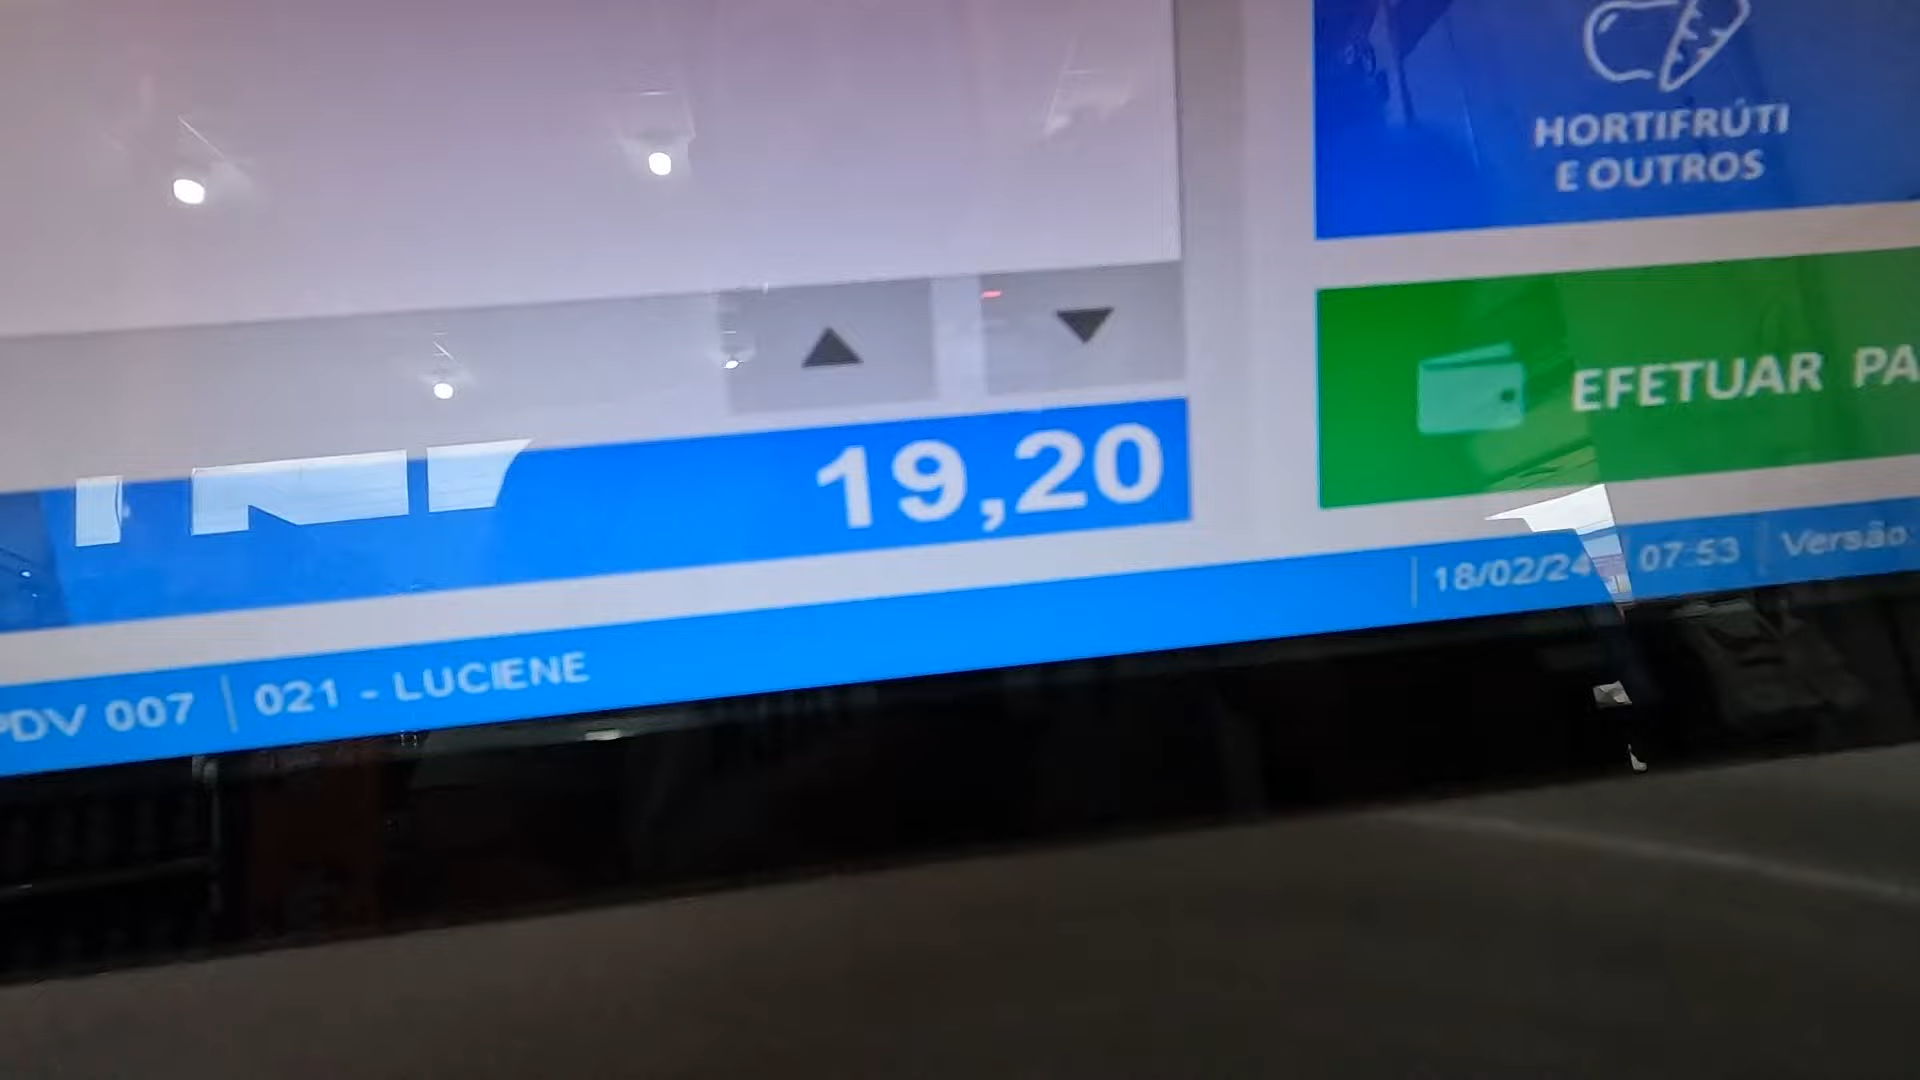 HORTIFRÚTI
E OUTROS
EFETUAR PA
19,20
18/02/24 07:53 Versão
PDV 007 021 - LUCIENE